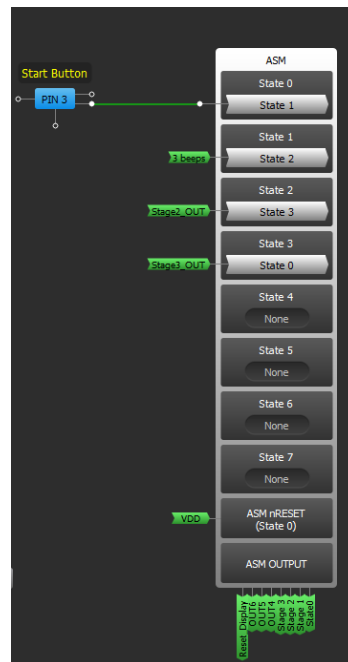 ASM
Start Button
State 0
PIN 3
State 1
State 1
3 beeps
State 2
State 2
Stage2_OUT
State 3
State 3
Stage3_OUT
State 0
State 4
None
State 5
None
State 6
None
State 7
None
VDD
ASM nRESET
(State 0)
ASM OUTPUT
Reset_Display
OUT6
OUT5
OUT4
Stage 3
Stage 2
Stage 1
State0